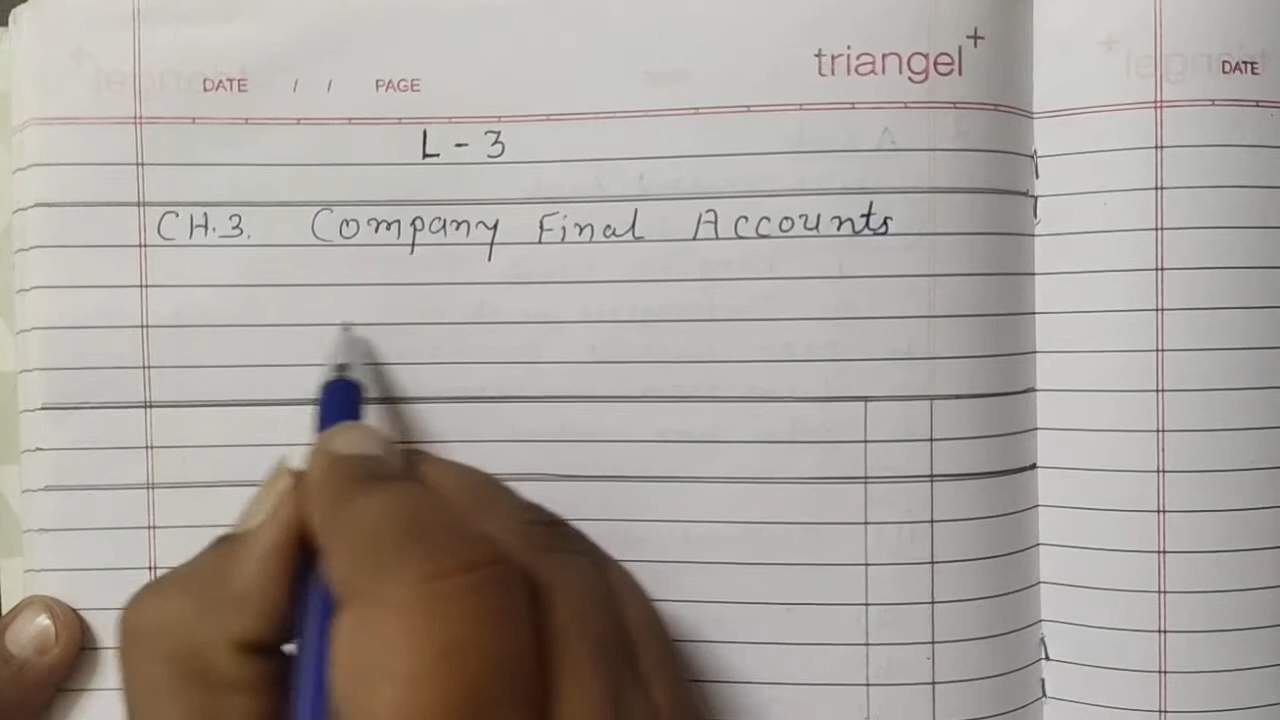 triangel+
DATE / / PAGE
DATE
L - 3
CH.3. Company Final Accounts